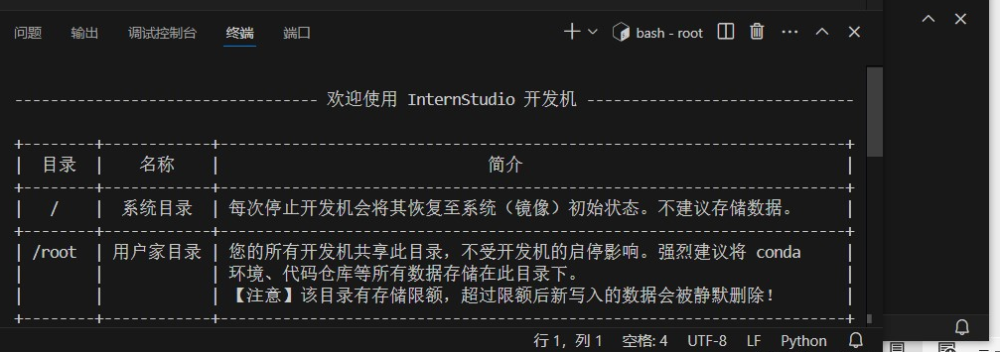 问题 输出 调试控制台 终端 端口 bash - root
---------------------------------- 欢迎使用 InternStudio 开发机 ------------------------------
+--------+------------+----------------------------------------------------------------------+
| 目录 | 名称 | 简介 |
+--------+------------+----------------------------------------------------------------------+
| / | 系统目录 | 每次停止开发机会将其恢复至系统（镜像）初始状态。不建议存储数据。 |
+--------+------------+----------------------------------------------------------------------+
| /root | 用户家目录 | 您的所有开发机共享此目录，不受开发机的启停影响。强烈建议将 conda |
| | | 环境、代码仓库等所有数据存储在此目录下。 |
| | | 【注意】该目录有存储限额，超过限额后新写入的数据会被静默删除！ |
+--------+------------+----------------------------------------------------------------------+
行 1，列 1 空格: 4 UTF-8 LF Python